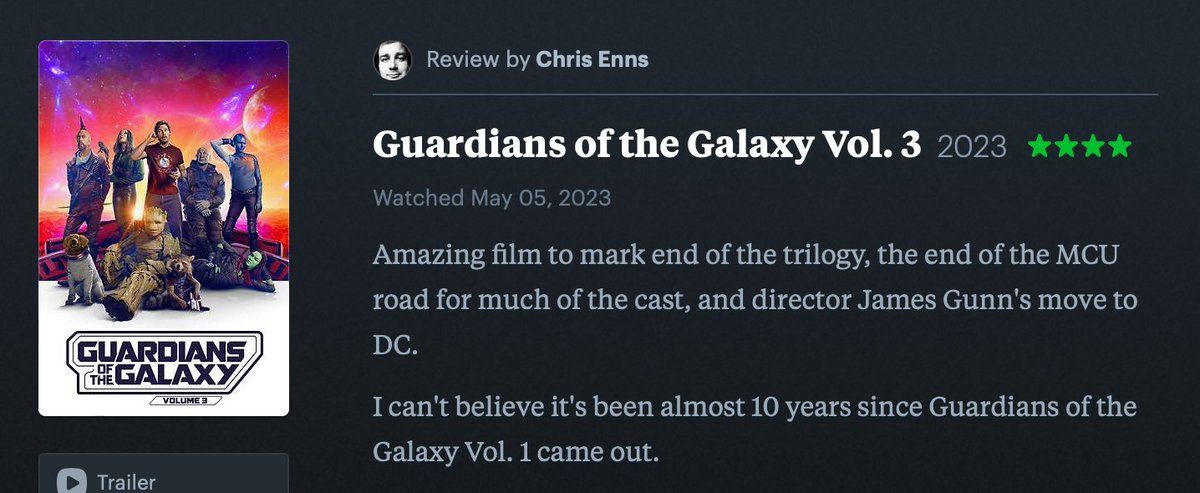 Review by Chris Enns
Guardians of the Galaxy Vol. 3 2023 ★★★★
Watched May 05, 2023
Amazing film to mark end of the trilogy, the end of the MCU
road for much of the cast, and director James Gunn's move to
DC.
I can't believe it's been almost 10 years since Guardians of the
Galaxy Vol. 1 came out.
GUARDIANS
OF THE GALAXY
VOLUME 3
Trailer